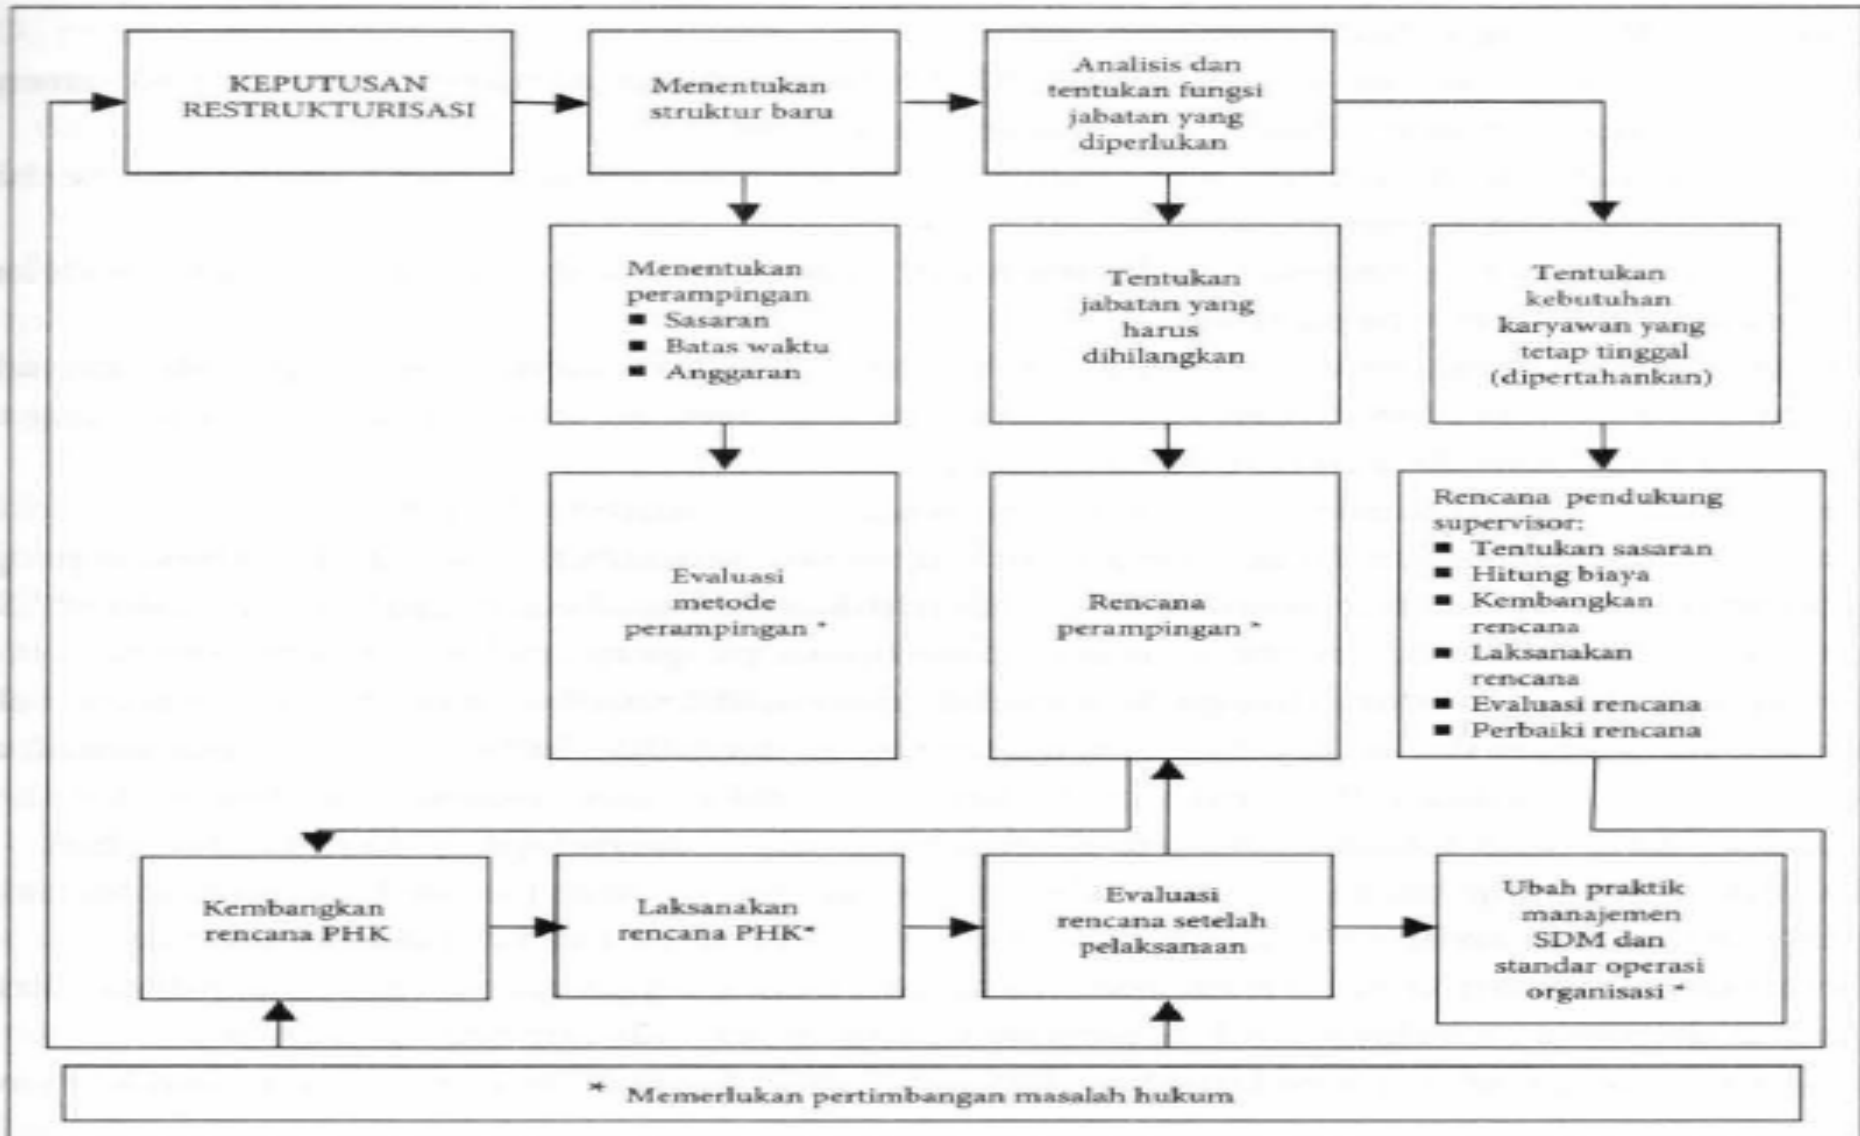 KEPUTUSAN
RESTRUKTURISASI
Menentukan
struktur baru
Analisis dan
tentukan fungsi
jabatan yang
diperlukan
Menentukan
perampingan
▪ Sasaran
▪ Batas waktu
▪ Anggaran
Tentukan
jabatan yang
harus
dihilangkan
Tentukan
kebutuhan
karyawan yang
tetap tinggal
(dipertahankan)
Evaluasi
metode
perampingan *
Rencana
perampingan *
Rencana pendukung
supervisor:
▪ Tentukan sasaran
▪ Hitung biaya
▪ Kembangkan
rencana
▪ Laksanakan
rencana
▪ Evaluasi rencana
▪ Perbaiki rencana
Kembangkan
rencana PHK
Laksanakan
rencana PHK*
Evaluasi
rencana setelah
pelaksanaan
Ubah praktik
manajemen
SDM dan
standar operasi
organisasi *
* Memerlukan pertimbangan masalah hukum